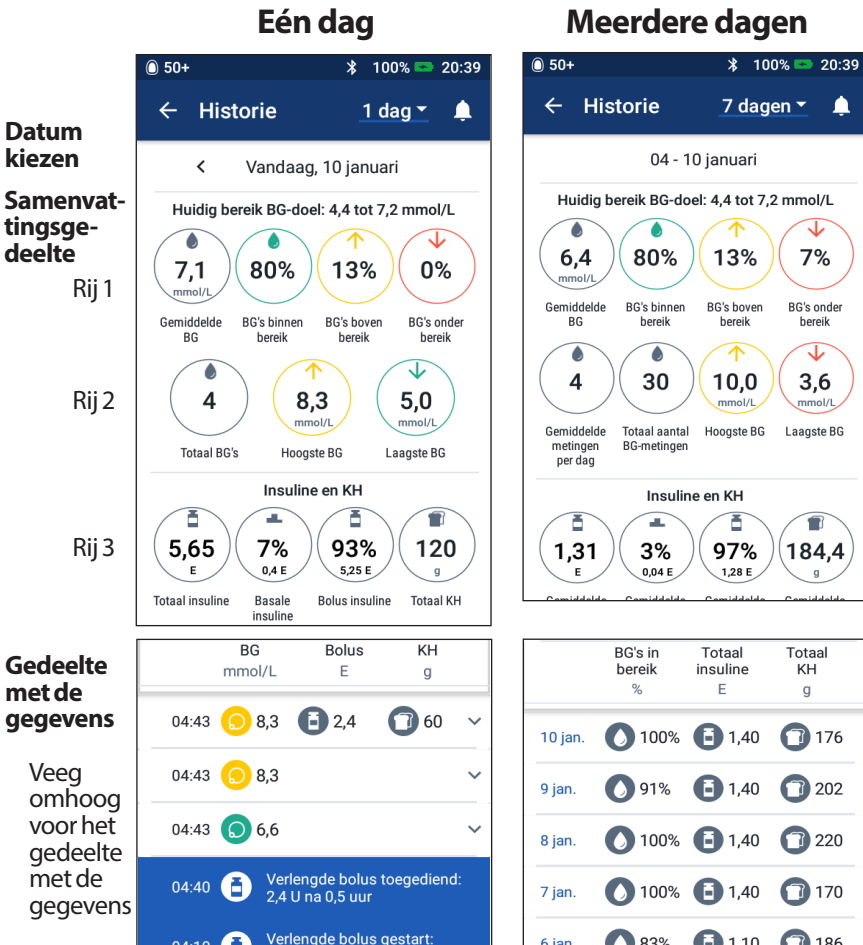 Eén dag
Meerdere dagen
Datum
kiezen
Samenvat-
tingsge-
deelte
Rij 1
Rij 2
Rij 3
Gedeelte
met de
gegevens
Veeg
omhoog
voor het
gedeelte
met de
gegevens
50+ 100% 20:39
Historie 1 dag
Vandaag, 10 januari
Huidig bereik BG-doel: 4,4 tot 7,2 mmol/L
7,1 80% 13% 0%
mmol/L
Gemiddelde BG's binnen BG's boven BG's onder
BG bereik bereik bereik
4 8,3 5,0
mmol/L mmol/L
Totaal BG's Hoogste BG Laagste BG
Insuline en KH
5,65 7% 93% 120
E 0,4 E 5,25 E g
Totaal insuline Basale Bolus insuline Totaal KH
insuline
BG Bolus KH
mmol/L E g
04:43 8,3 2,4 60
04:43 8,3
04:43 6,6
04:40 Verlengde bolus toegediend:
2,4 U na 0,5 uur
Verlengde bolus gestart:
50+ 100% 20:39
Historie 7 dagen
04 - 10 januari
Huidig bereik BG-doel: 4,4 tot 7,2 mmol/L
6,4 80% 13% 7%
mmol/L
Gemiddelde BG's binnen BG's boven BG's onder
BG bereik bereik bereik
4 30 10,0 3,6
mmol/L mmol/L
Gemiddelde Totaal aantal Hoogste BG Laagste BG
metingen BG-metingen
per dag
Insuline en KH
1,31 3% 97% 184,4
E 0,04 E 1,28 E g
Gemiddelde Gemiddelde Gemiddelde Gemiddelde
BG's in Totaal Totaal
bereik insuline KH
% E g
10 jan. 100% 1,40 176
9 jan. 91% 1,40 202
8 jan. 100% 1,40 220
7 jan. 100% 1,40 170
6 jan. 83% 1,10 186